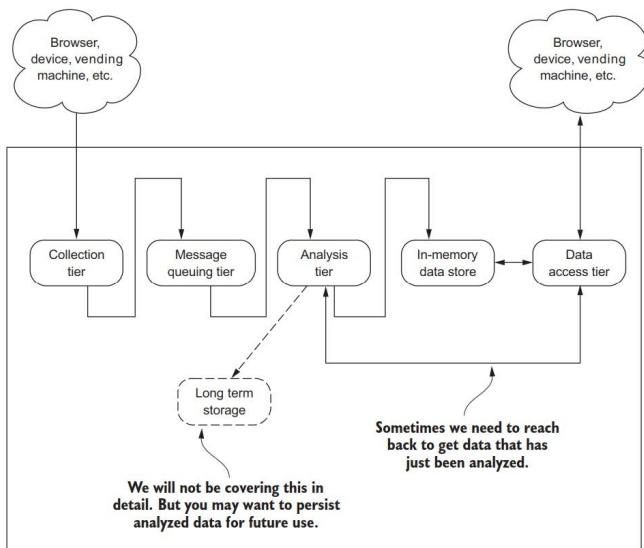 Browser,
device, vending
machine, etc.
Browser,
device, vending
machine, etc.
Collection
tier
Message
queuing tier
Analysis
tier
In-memory
data store
Data
access tier
Long term
storage
Sometimes we need to reach
back to get data that has
just been analyzed.
We will not be covering this in
detail. But you may want to persist
analyzed data for future use.